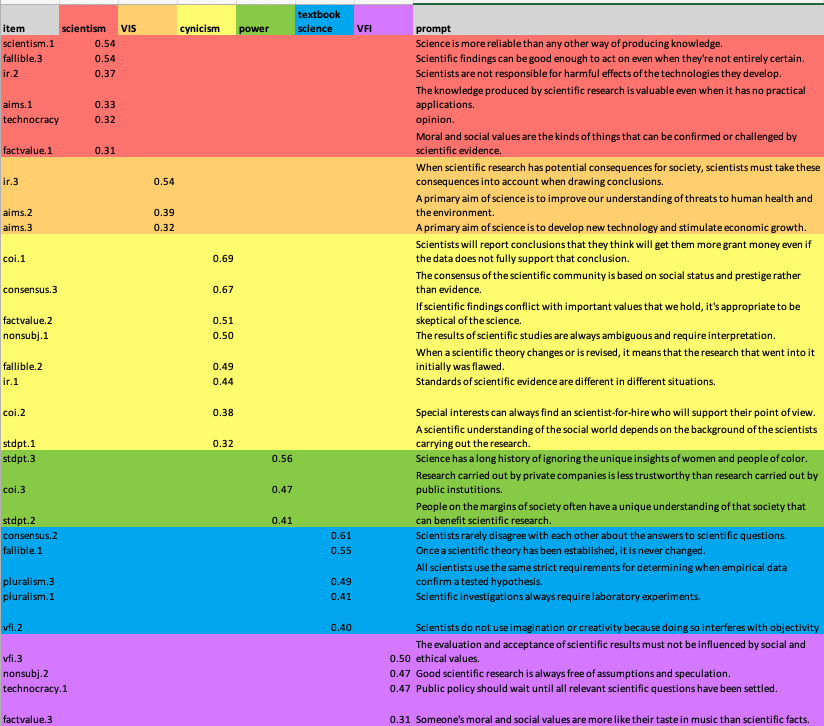 item scientism VIS cynicism power textbook science VFI prompt
scientism.1 0.54 Science is more reliable than any other way of producing knowledge.
fallible.3 0.54 Scientific findings can be good enough to act on even when they're not entirely certain.
ir.2 0.37 Scientists are not responsible for harmful effects of the technologies they develop.
The knowledge produced by scientific research is valuable even when it has no practical
aims.1 0.33 applications.
technocracy 0.32 opinion.
Moral and social values are the kinds of things that can be confirmed or challenged by
factvalue.1 0.31 scientific evidence.
When scientific research has potential consequences for society, scientists must take these
ir.3 0.54 consequences into account when drawing conclusions.
A primary aim of science is to improve our understanding of threats to human health and
aims.2 0.39 the environment.
aims.3 0.32 A primary aim of science is to develop new technology and stimulate economic growth.
Scientists will report conclusions that they think will get them more grant money even if
coi.1 0.69 the data does not fully support that conclusion.
The consensus of the scientific community is based on social status and prestige rather
consensus.3 0.67 than evidence.
If scientific findings conflict with important values that we hold, it's appropriate to be
factvalue.2 0.51 skeptical of the science.
nonsubj.1 0.50 The results of scientific studies are always ambiguous and require interpretation.
When a scientific theory changes or is revised, it means that the research that went into it
fallible.2 0.49 initially was flawed.
ir.1 0.44 Standards of scientific evidence are different in different situations.
coi.2 0.38 Special interests can always find an scientist-for-hire who will support their point of view.
A scientific understanding of the social world depends on the background of the scientists
stdpt.1 0.32 carrying out the research.
stdpt.3 0.56 Science has a long history of ignoring the unique insights of women and people of color.
Research carried out by private companies is less trustworthy than research carried out by
coi.3 0.47 public instutitions.
People on the margins of society often have a unique understanding of that society that
stdpt.2 0.41 can benefit scientific research.
consensus.2 0.61 Scientists rarely disagree with each other about the answers to scientific questions.
fallible.1 0.55 Once a scientific theory has been established, it is never changed.
All scientists use the same strict requirements for determining when empirical data
pluralism.3 0.49 confirm a tested hypothesis.
pluralism.1 0.41 Scientific investigations always require laboratory experiments.
vfi.2 0.40 Scientists do not use imagination or creativity because doing so interferes with objectivity
The evaluation and acceptance of scientific results must not be influenced by social and
vfi.3 0.50 ethical values.
nonsubj.2 0.47 Good scientific research is always free of assumptions and speculation.
technocracy.1 0.47 Public policy should wait until all relevant scientific questions have been settled.
factvalue.3 0.31 Someone's moral and social values are more like their taste in music than scientific facts.